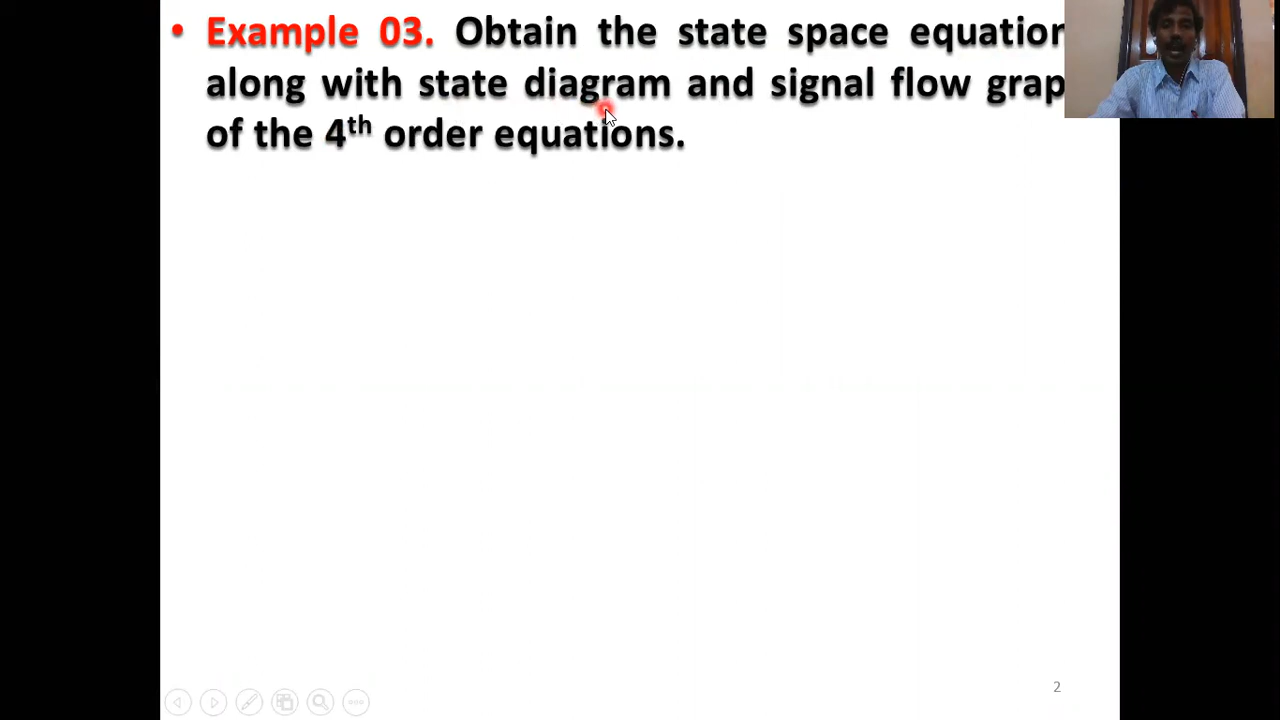 • Example 03. Obtain the state space equation
along with state diagram and signal flow grap
of the 4th order equations.
2